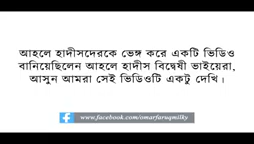 আহলে হাদীসদেরকে ভেঙ্গ করে একটি ভিডিও
বানিয়েছিলেন আহলে হাদীস বিদ্বেষী ভাইয়েরা,
আসুন আমরা সেই ভিডিওটি একটু দেখি।
www.facebook.com/omarfaruqmilky